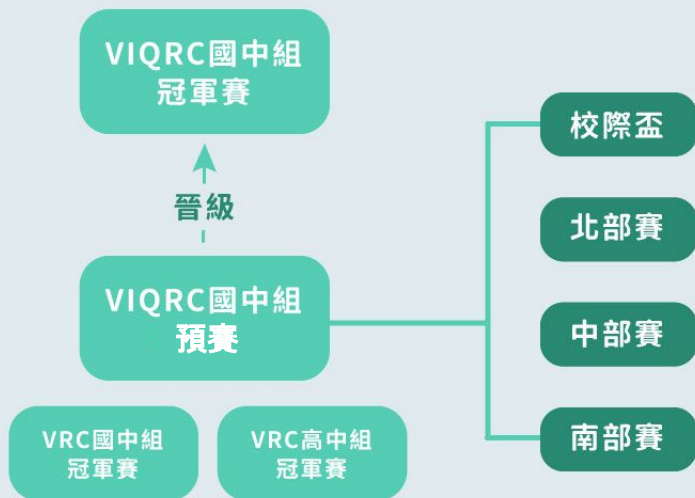 VIQRC國中組
冠軍賽
校際盃
晉級
北部賽
VIQRC國中組
預賽
中部賽
VRC國中組
冠軍賽
VRC高中組
冠軍賽
南部賽